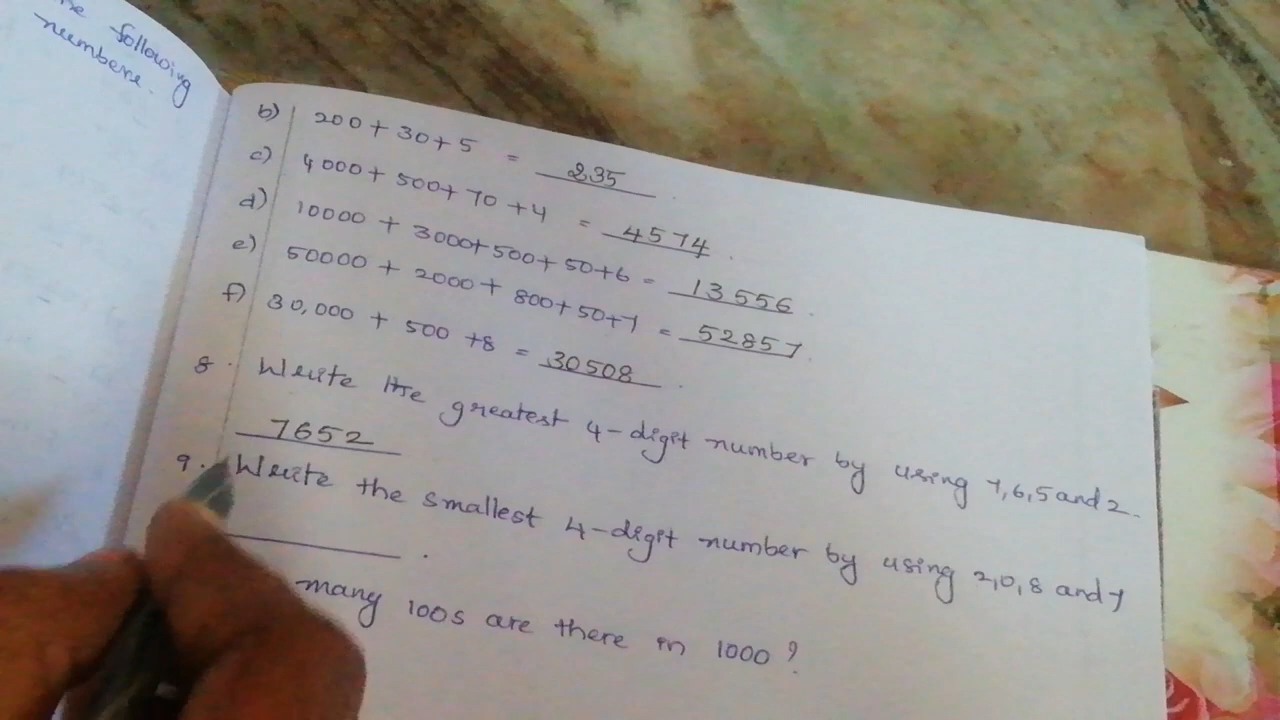 following
numbers.
b) 200 + 30 + 5 = 235.
c) 4000 + 500 + 70 + 4 = 4574.
d) 10000 + 3000 + 500 + 50 + 6 = 13556.
e) 50000 + 2000 + 800 + 50 + 7 = 52857.
f) 30,000 + 500 + 8 = 30508.
8. Write the greatest 4-digit number by using 7,6,5 and 2.
7652
9. Write the smallest 4-digit number by using 2,0,8 and 7
.
many 100s are there in 1000 ?